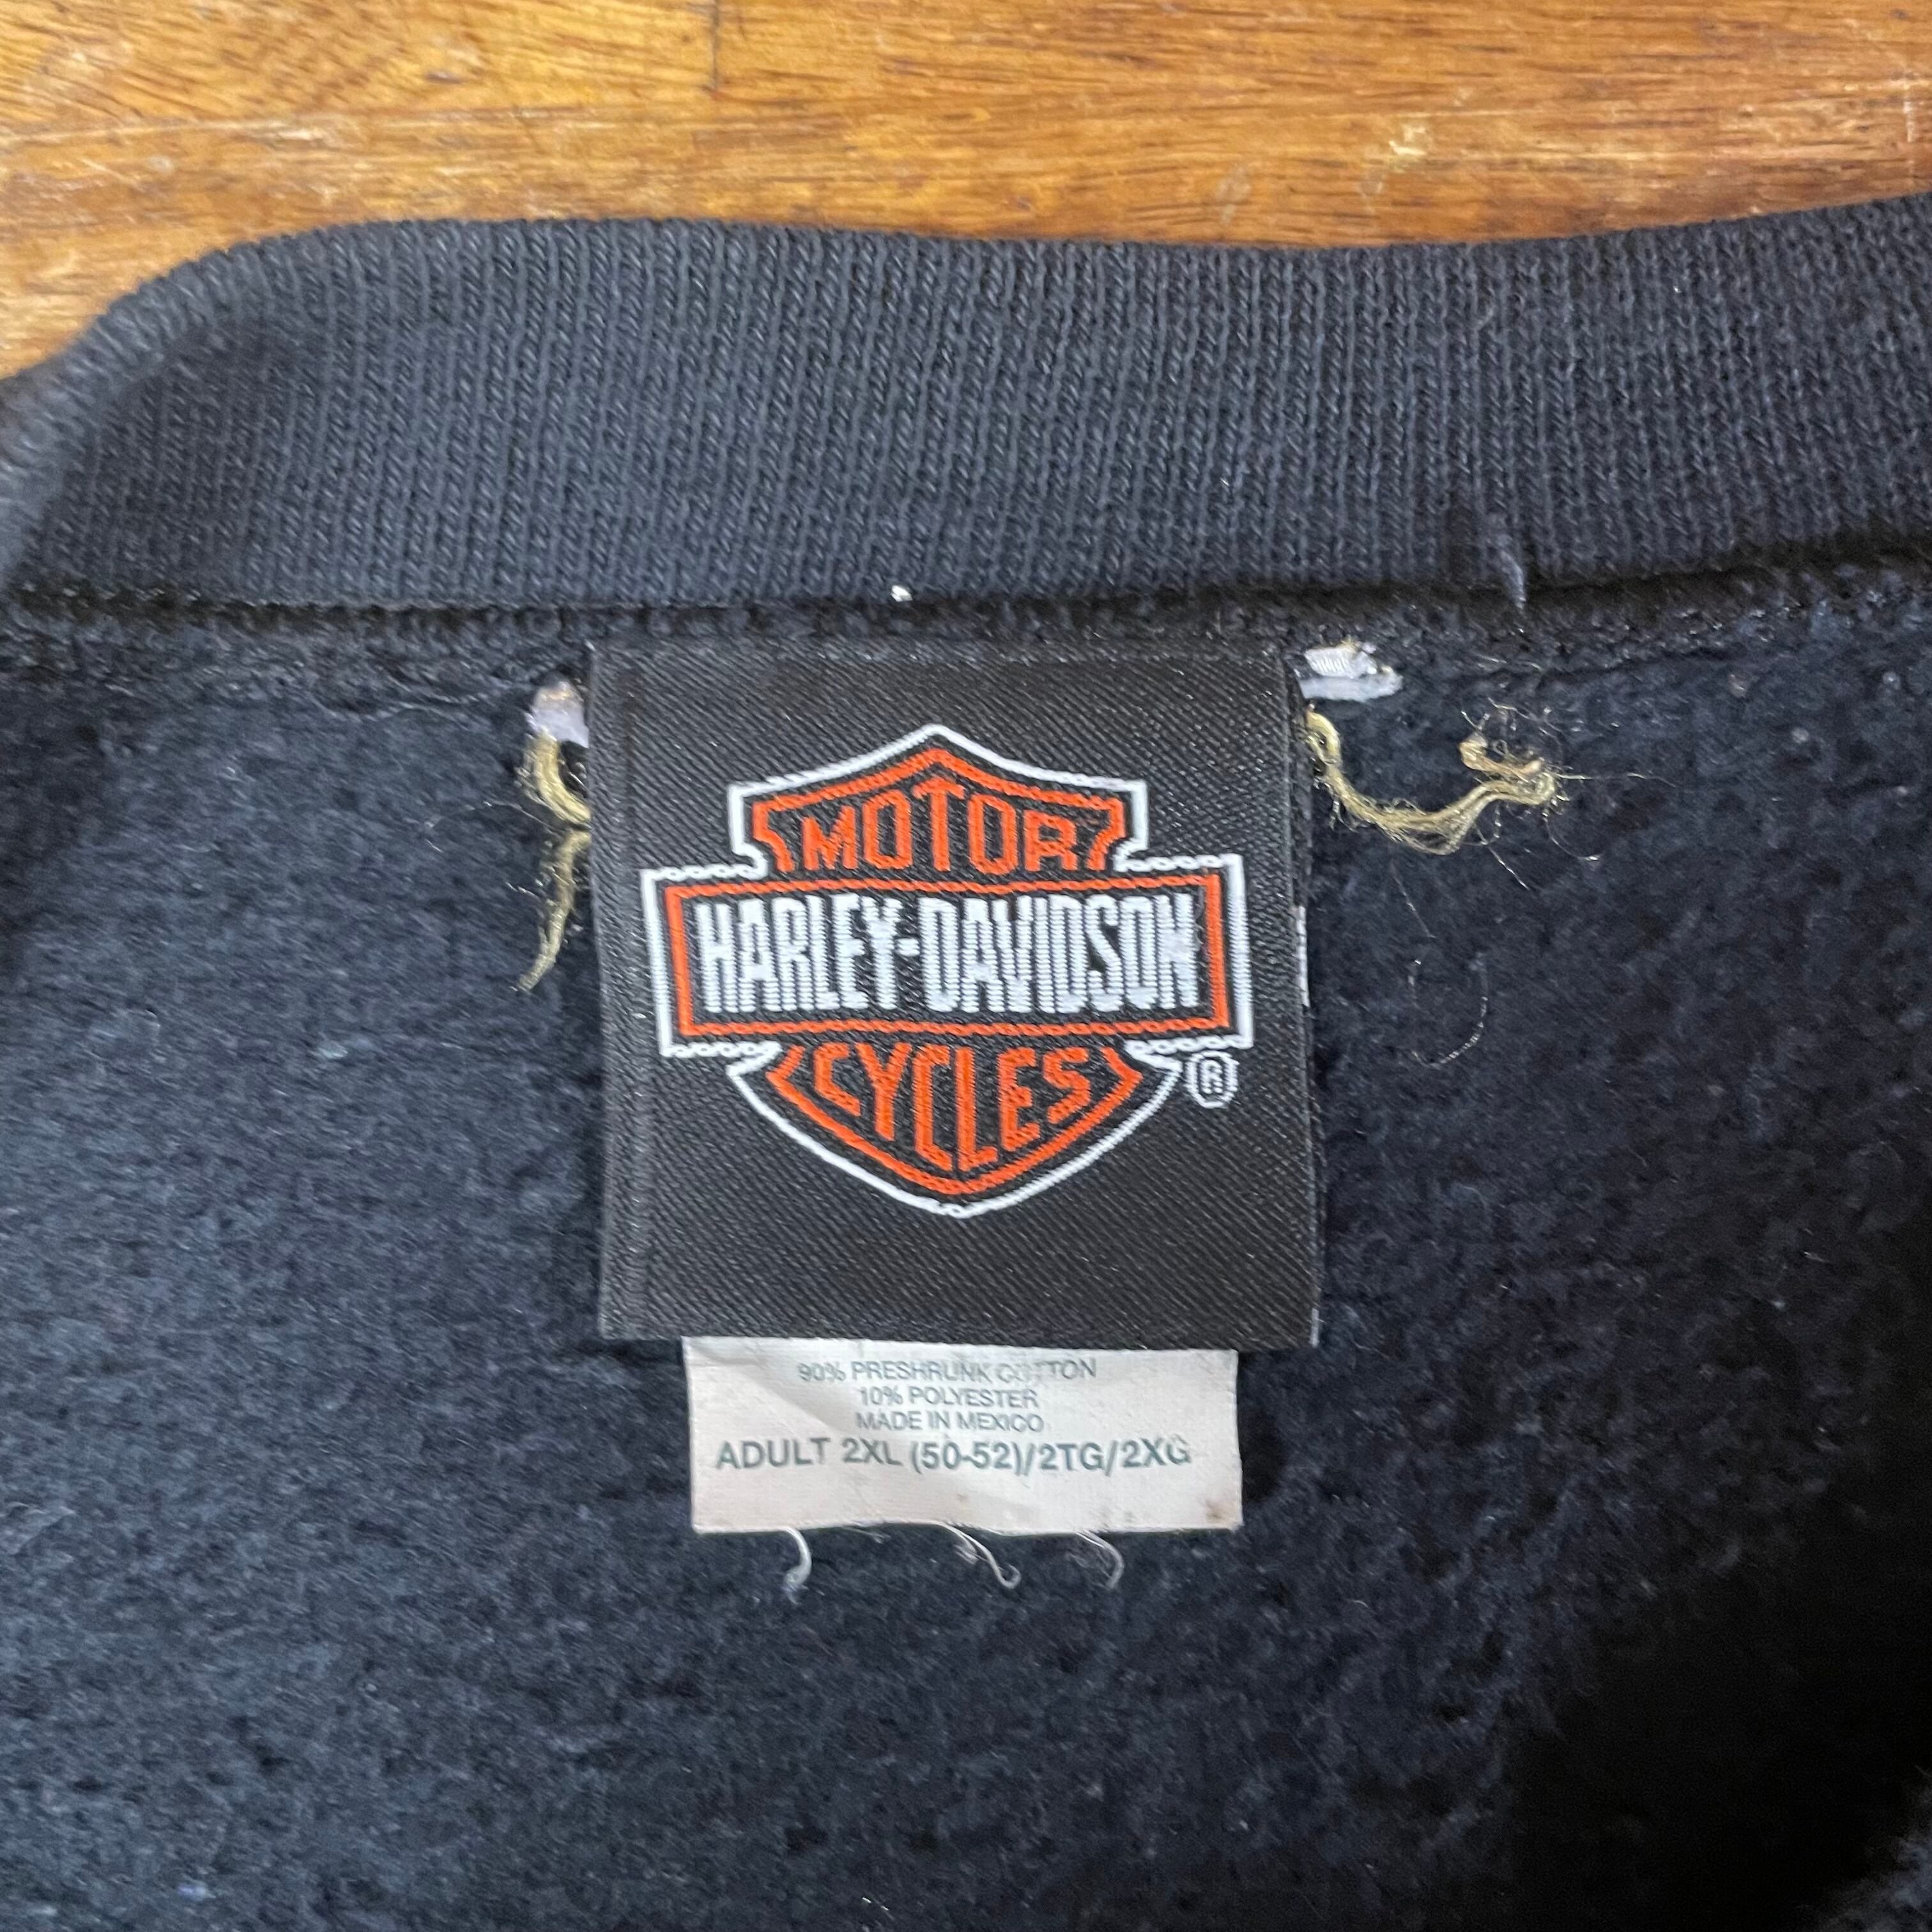 MOTOR
HARLEY-DAVIDSON
CYCLES
®
90% PRESHRUNK COTTON
10% POLYESTER
MADE IN MEXICO
ADULT 2XL (50-52)/2TG/2XG